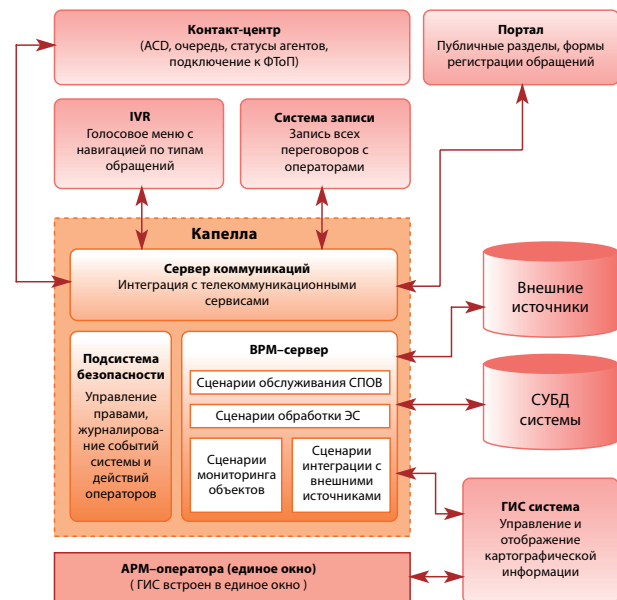 Контакт-центр
(ACD, очередь, статусы агентов,
подключение к ФТоП)
Портал
Публичные разделы, формы
регистрации обращений
IVR
Голосовое меню с
навигацией по типам
обращений
Система записи
Запись всех
переговоров с
операторами
Капелла
Сервер коммуникаций
Интеграция с телекоммуникационными
сервисами
Внешние
источники
Подсистема
безопасности
Управление
правами,
журналирова-
ние событий
системы и
действий
операторов
BPM–сервер
Сценарии обслуживания СПОВ
Сценарии обработки ЭС
Сценарии
мониторинга
объектов
Сценарии
интеграции с
внешними
источниками
СУБД
системы
ГИС система
Управление и
отображение
картографической
информации
АРМ–оператора (единое окно)
( ГИС встроен в единое окно )